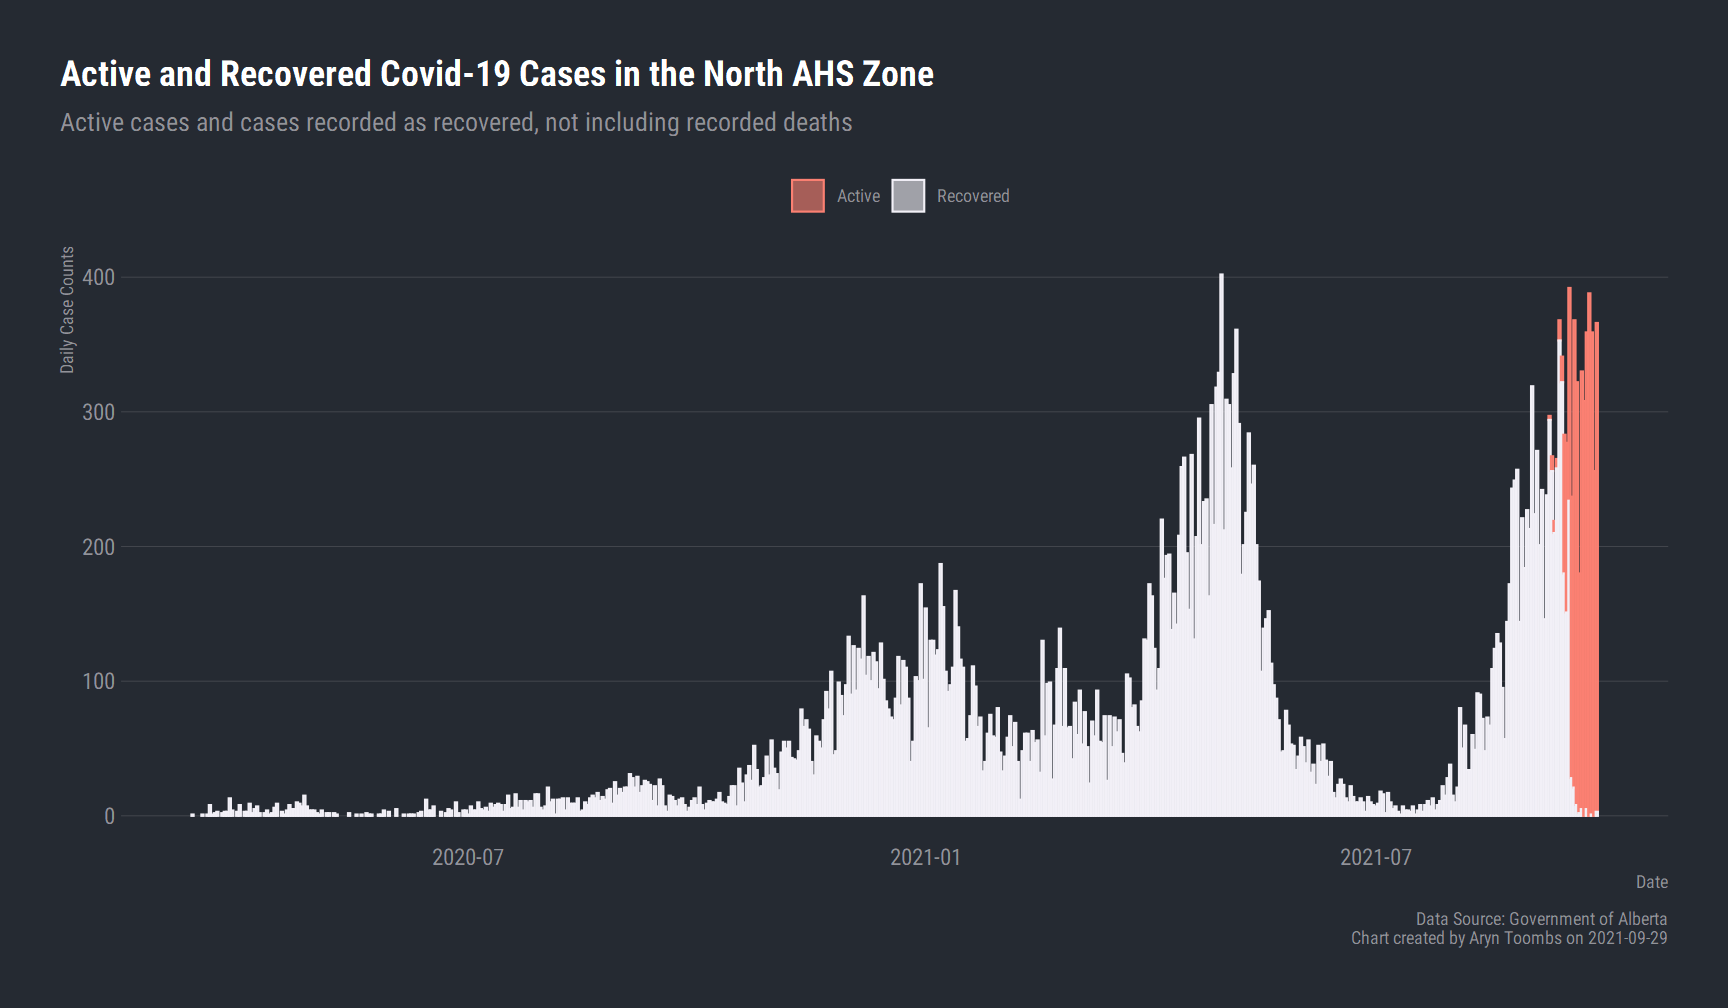 Active and Recovered Covid-19 Cases in the North AHS Zone
Active cases and cases recorded as recovered, not including recorded deaths
Active
Recovered
Daily Case Counts
400
300
200
100
0
2020-07
2021-01
2021-07
Date
Data Source: Government of Alberta
Chart created by Aryn Toombs on 2021-09-29